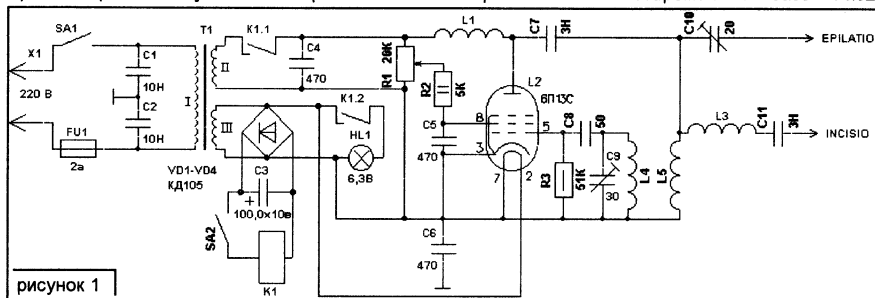 X1
220 В
SA1
FU1
2а
C1
10Н
C2
10Н
T1
I
II
III
K1.1
C4
470
K1.2
HL1
6,3В
VD1-VD4
КД105
C3
+
100,0х10в
SA2
K1
R1
20К
R2
5К
C5
470
C6
470
L1
L2
6П13С
8
3
5
7
2
C7
3Н
C8
50
R3
51К
C9
30
L4
L5
C10
20
EPILATIO
L3
C11
3Н
INCISIO
рисунок 1